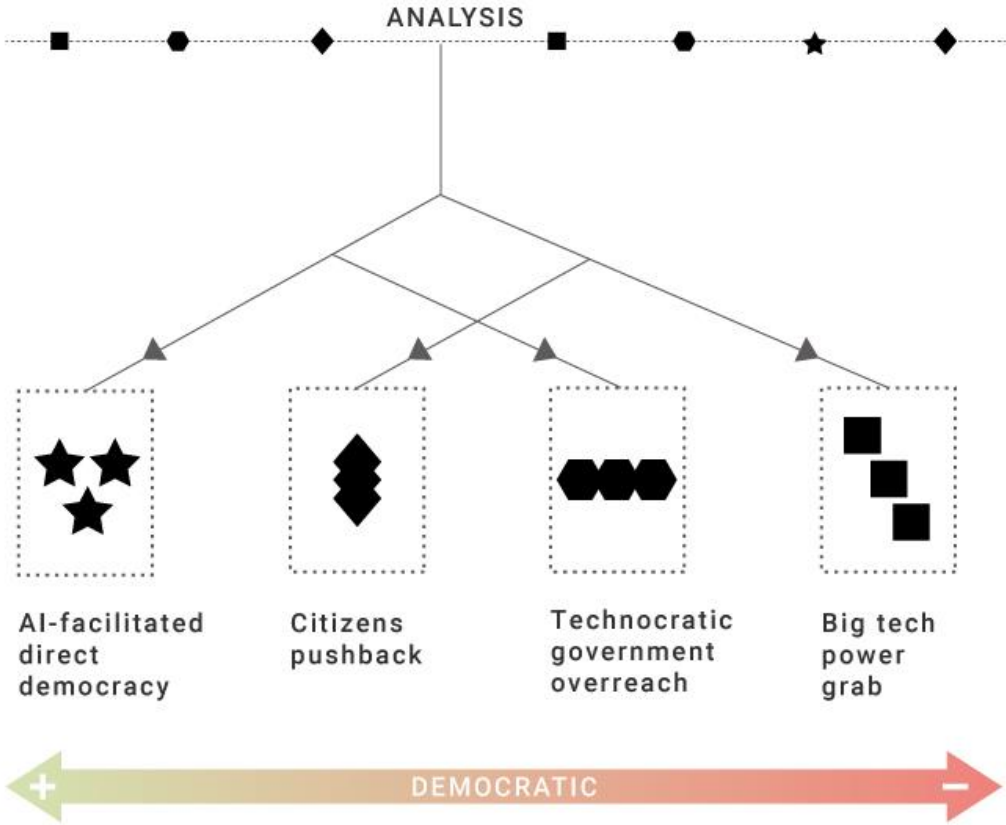 ANALYSIS
AI-facilitated
direct
democracy
Citizens
pushback
Technocratic
government
overreach
Big tech
power
grab
+ DEMOCRATIC −